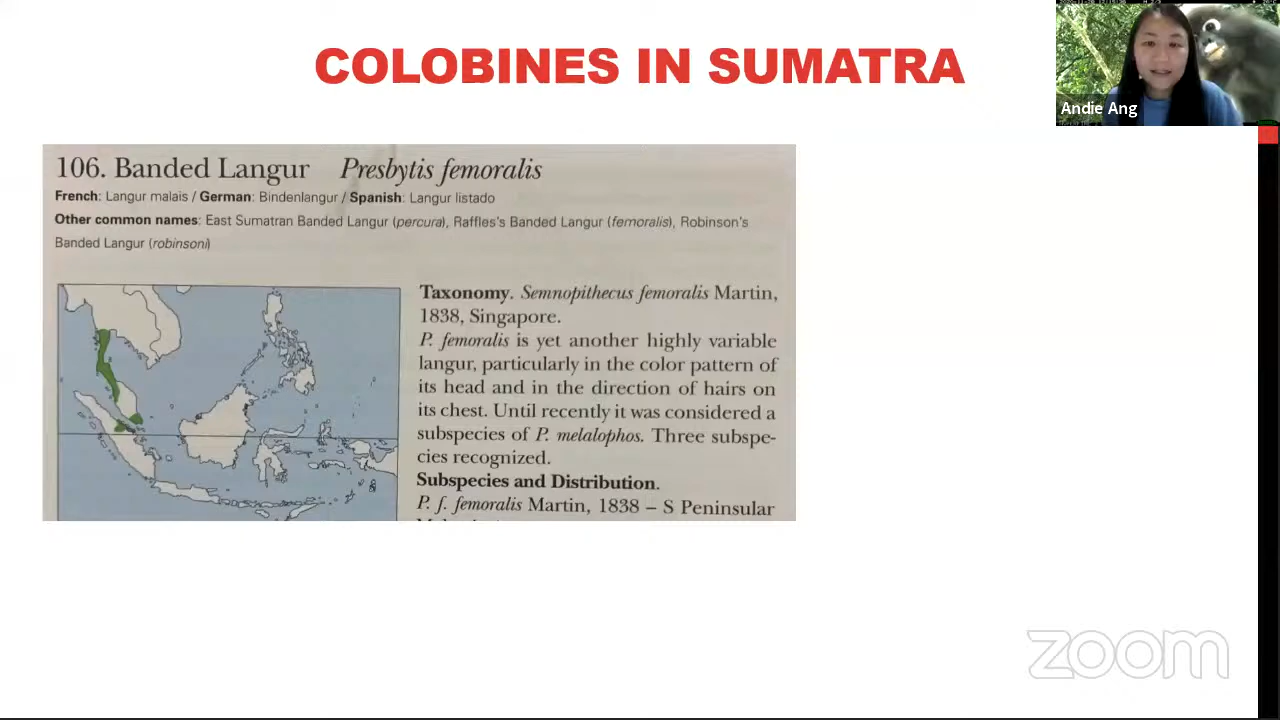 COLOBINES IN SUMATRA
Andie Ang
106. Banded Langur Presbytis femoralis
French: Langur malais / German: Bindenlangur / Spanish: Langur listado
Other common names: East Sumatran Banded Langur (percura), Raffles's Banded Langur (femoralis), Robinson's
Banded Langur (robinsoni)
Taxonomy. Semnopithecus femoralis Martin,
1838, Singapore.
P. femoralis is yet another highly variable
langur, particularly in the color pattern of
its head and in the direction of hairs on
its chest. Until recently it was considered a
subspecies of P. melalophos. Three subspe-
cies recognized.
Subspecies and Distribution.
P. f. femoralis Martin, 1838 – S Peninsular
zoom